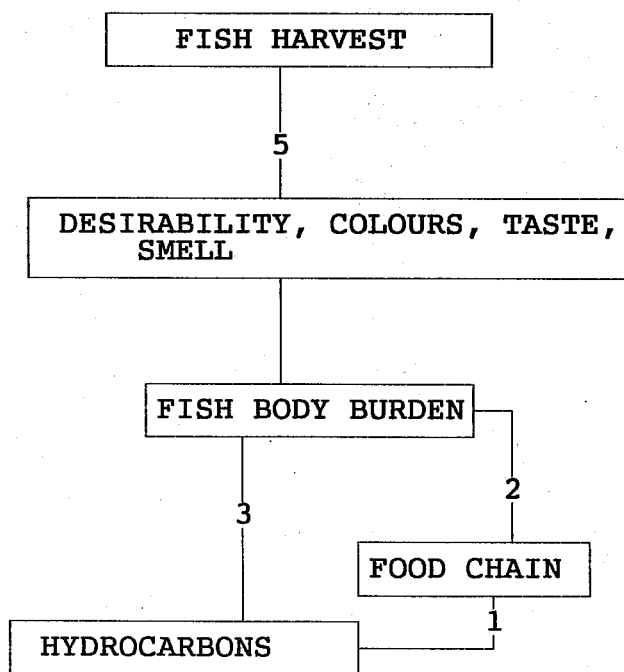 FISH HARVEST
5
DESIRABILITY, COLOURS, TASTE,
SMELL
FISH BODY BURDEN
3
2
FOOD CHAIN
1
HYDROCARBONS